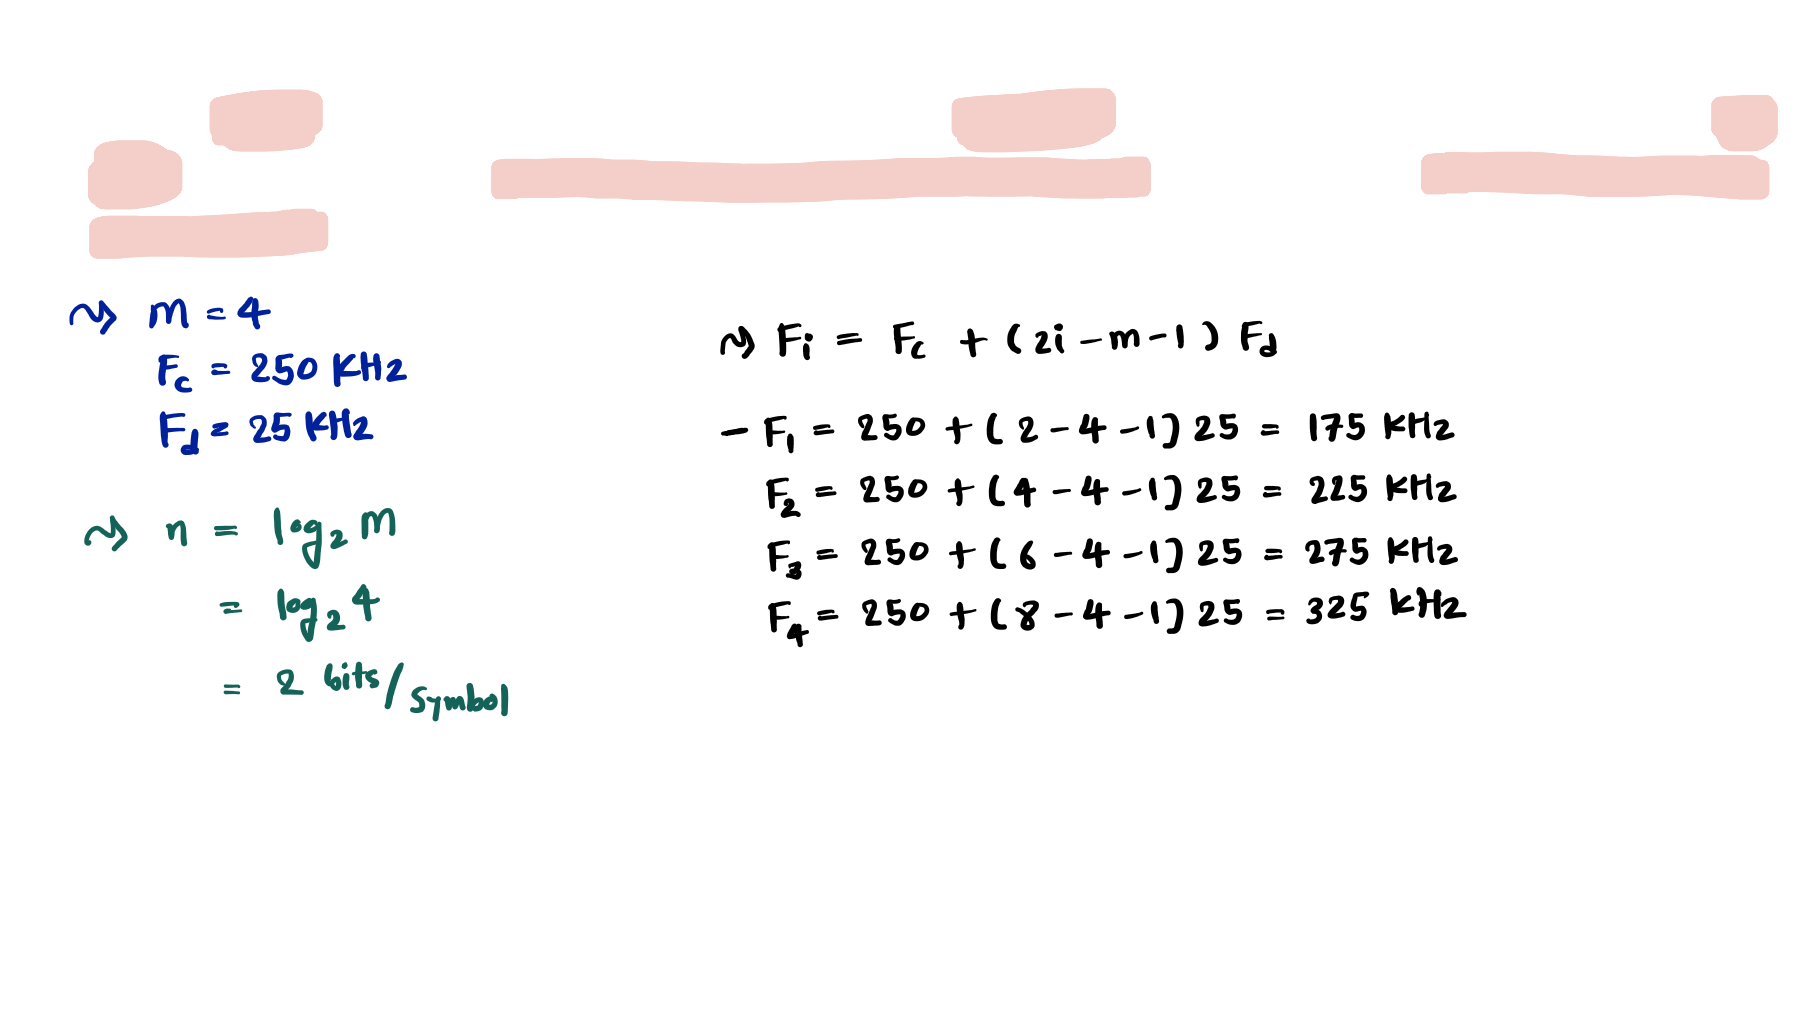 ⇝ m = 4
Fc = 250 KHz
Fd = 25 KHz
⇝ n = log₂ m
= log₂ 4
= 2 bits/symbol
⇝ Fi = Fc + (2i - m - 1) Fd
- F₁ = 250 + (2 - 4 - 1) 25 = 175 KHz
F₂ = 250 + (4 - 4 - 1) 25 = 225 KHz
F₃ = 250 + (6 - 4 - 1) 25 = 275 KHz
F₄ = 250 + (8 - 4 - 1) 25 = 325 KHz